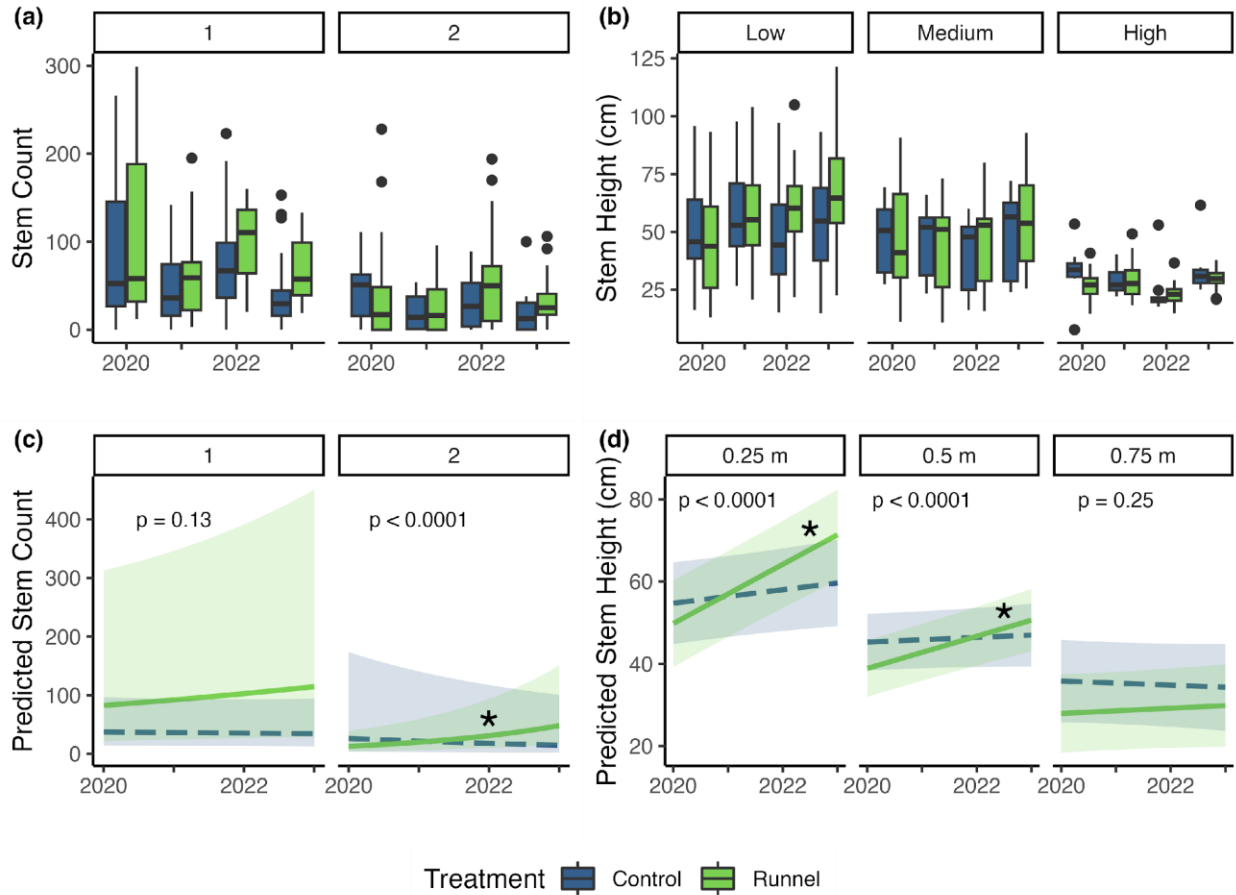 (a)
1
2
Stem Count
300
200
100
0
2020
2022
2020
2022
(b)
Low
Medium
High
Stem Height (cm)
125
100
75
50
25
2020
2022
2020
2022
2020
2022
(c)
1
2
Predicted Stem Count
400
300
200
100
0
p = 0.13
p < 0.0001
*
2020
2022
2020
2022
(d)
0.25 m
0.5 m
0.75 m
Predicted Stem Height (cm)
80
60
40
20
p < 0.0001
p < 0.0001
p = 0.25
*
*
2020
2022
2020
2022
2020
2022
Treatment Control Runnel